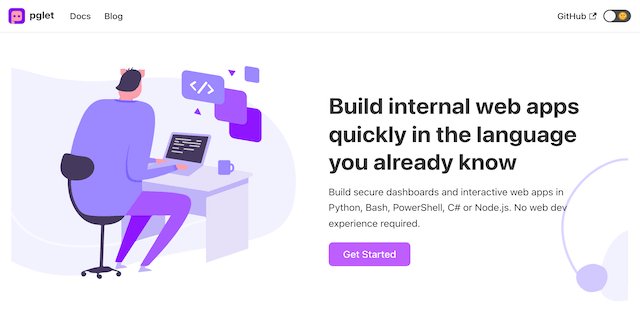 pglet Docs Blog GitHub
</>
Build internal web apps
quickly in the language
you already know
Build secure dashboards and interactive web apps in
Python, Bash, PowerShell, C# or Node.js. No web dev
experience required.
Get Started